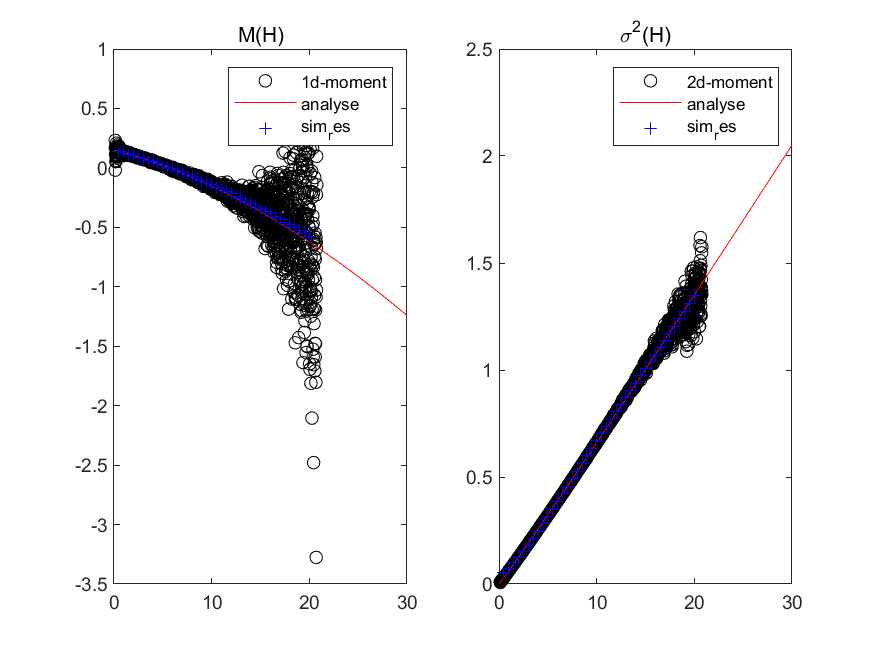 M(H)
1
0.5
0
-0.5
-1
-1.5
-2
-2.5
-3
-3.5
0 10 20 30
1d-moment
analyse
sim_res
σ²(H)
2.5
2
1.5
1
0.5
0
0 10 20 30
2d-moment
analyse
sim_res